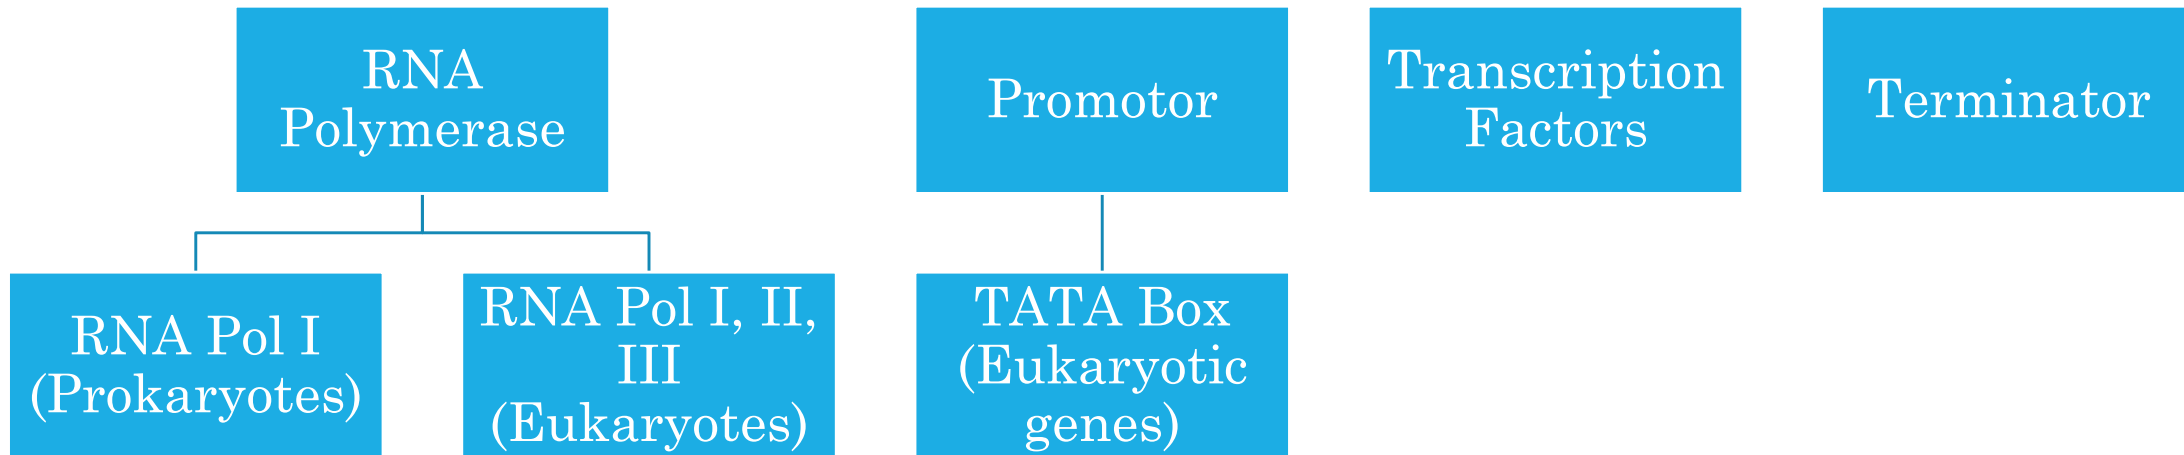 RNA
Polymerase
Promotor
Transcription
Factors
Terminator
RNA Pol I
(Prokaryotes)
RNA Pol I, II,
III
(Eukaryotes)
TATA Box
(Eukaryotic
genes)